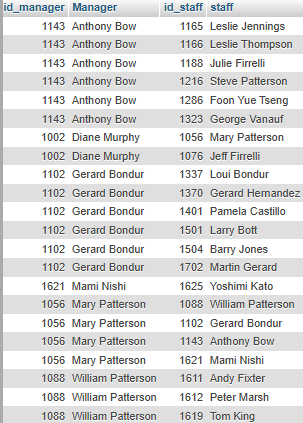 id_manager Manager id_staff staff
1143 Anthony Bow 1165 Leslie Jennings
1143 Anthony Bow 1166 Leslie Thompson
1143 Anthony Bow 1188 Julie Firrelli
1143 Anthony Bow 1216 Steve Patterson
1143 Anthony Bow 1286 Foon Yue Tseng
1143 Anthony Bow 1323 George Vanauf
1002 Diane Murphy 1056 Mary Patterson
1002 Diane Murphy 1076 Jeff Firrelli
1102 Gerard Bondur 1337 Loui Bondur
1102 Gerard Bondur 1370 Gerard Hernandez
1102 Gerard Bondur 1401 Pamela Castillo
1102 Gerard Bondur 1501 Larry Bott
1102 Gerard Bondur 1504 Barry Jones
1102 Gerard Bondur 1702 Martin Gerard
1621 Mami Nishi 1625 Yoshimi Kato
1056 Mary Patterson 1088 William Patterson
1056 Mary Patterson 1102 Gerard Bondur
1056 Mary Patterson 1143 Anthony Bow
1056 Mary Patterson 1621 Mami Nishi
1088 William Patterson 1611 Andy Fixter
1088 William Patterson 1612 Peter Marsh
1088 William Patterson 1619 Tom King